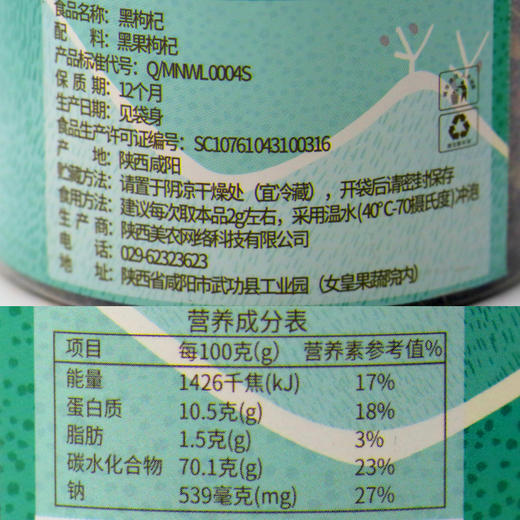 食品名称：黑枸杞
配　　料：黑果枸杞
产品标准代号：Q/MNWL0004S
保 质 期：12个月
生产日期：见袋身
食品生产许可证编号：SC10761043100316
产　　地：陕西咸阳
贮藏方法：请置于阴凉干燥处（宜冷藏），开袋后请密封保存
食用方法：建议每次取本品2g左右，采用温水(40°C-70摄氏度)冲泡
生 产 商：陕西美农网络科技有限公司
电　　话：029-62323623
地　　址：陕西省咸阳市武功县工业园（女皇果蔬院内）
营养成分表
项目 每100克(g) 营养素参考值%
能量 1426千焦(kJ) 17%
蛋白质 10.5克(g) 18%
脂肪 1.5克(g) 3%
碳水化合物 70.1克(g) 23%
钠 539毫克(mg) 27%